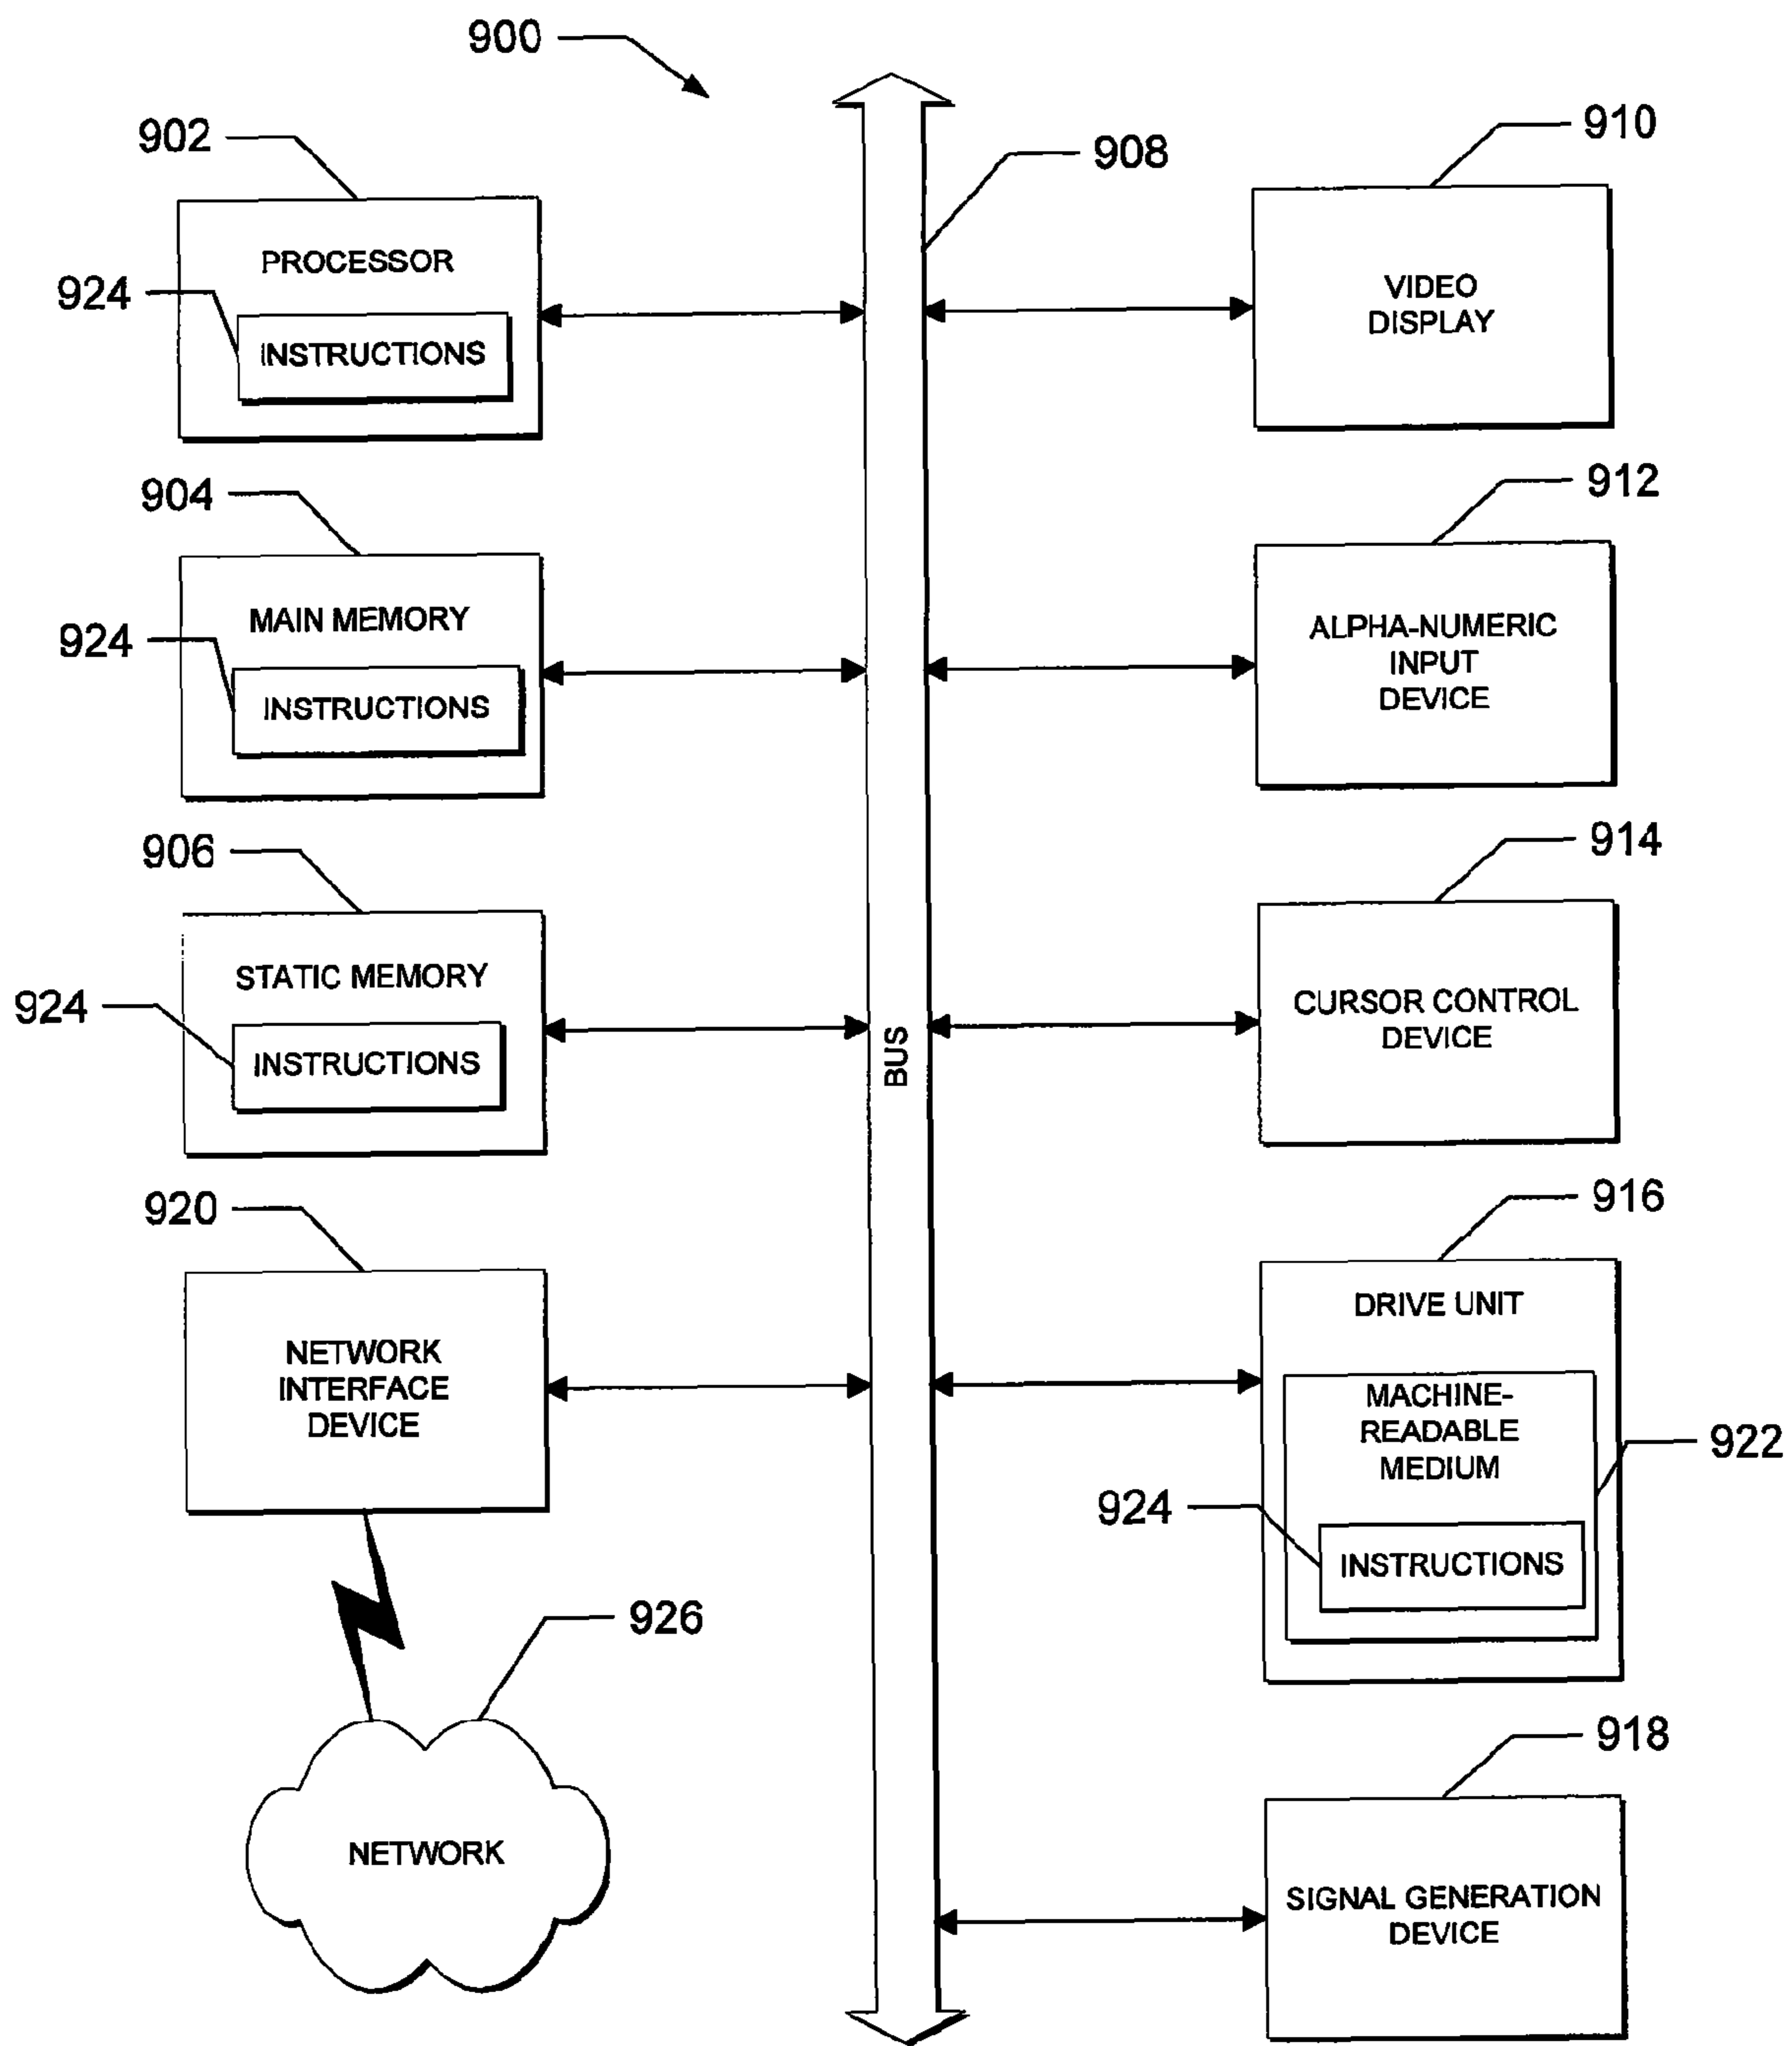 900
902
908
910
PROCESSOR
924
INSTRUCTIONS
VIDEO
DISPLAY
904
912
MAIN MEMORY
924
INSTRUCTIONS
ALPHA-NUMERIC
INPUT
DEVICE
906
914
STATIC MEMORY
924
INSTRUCTIONS
BUS
CURSOR CONTROL
DEVICE
920
916
NETWORK
INTERFACE
DEVICE
DRIVE UNIT
MACHINE-
READABLE
MEDIUM
922
924
INSTRUCTIONS
926
NETWORK
918
SIGNAL GENERATION
DEVICE